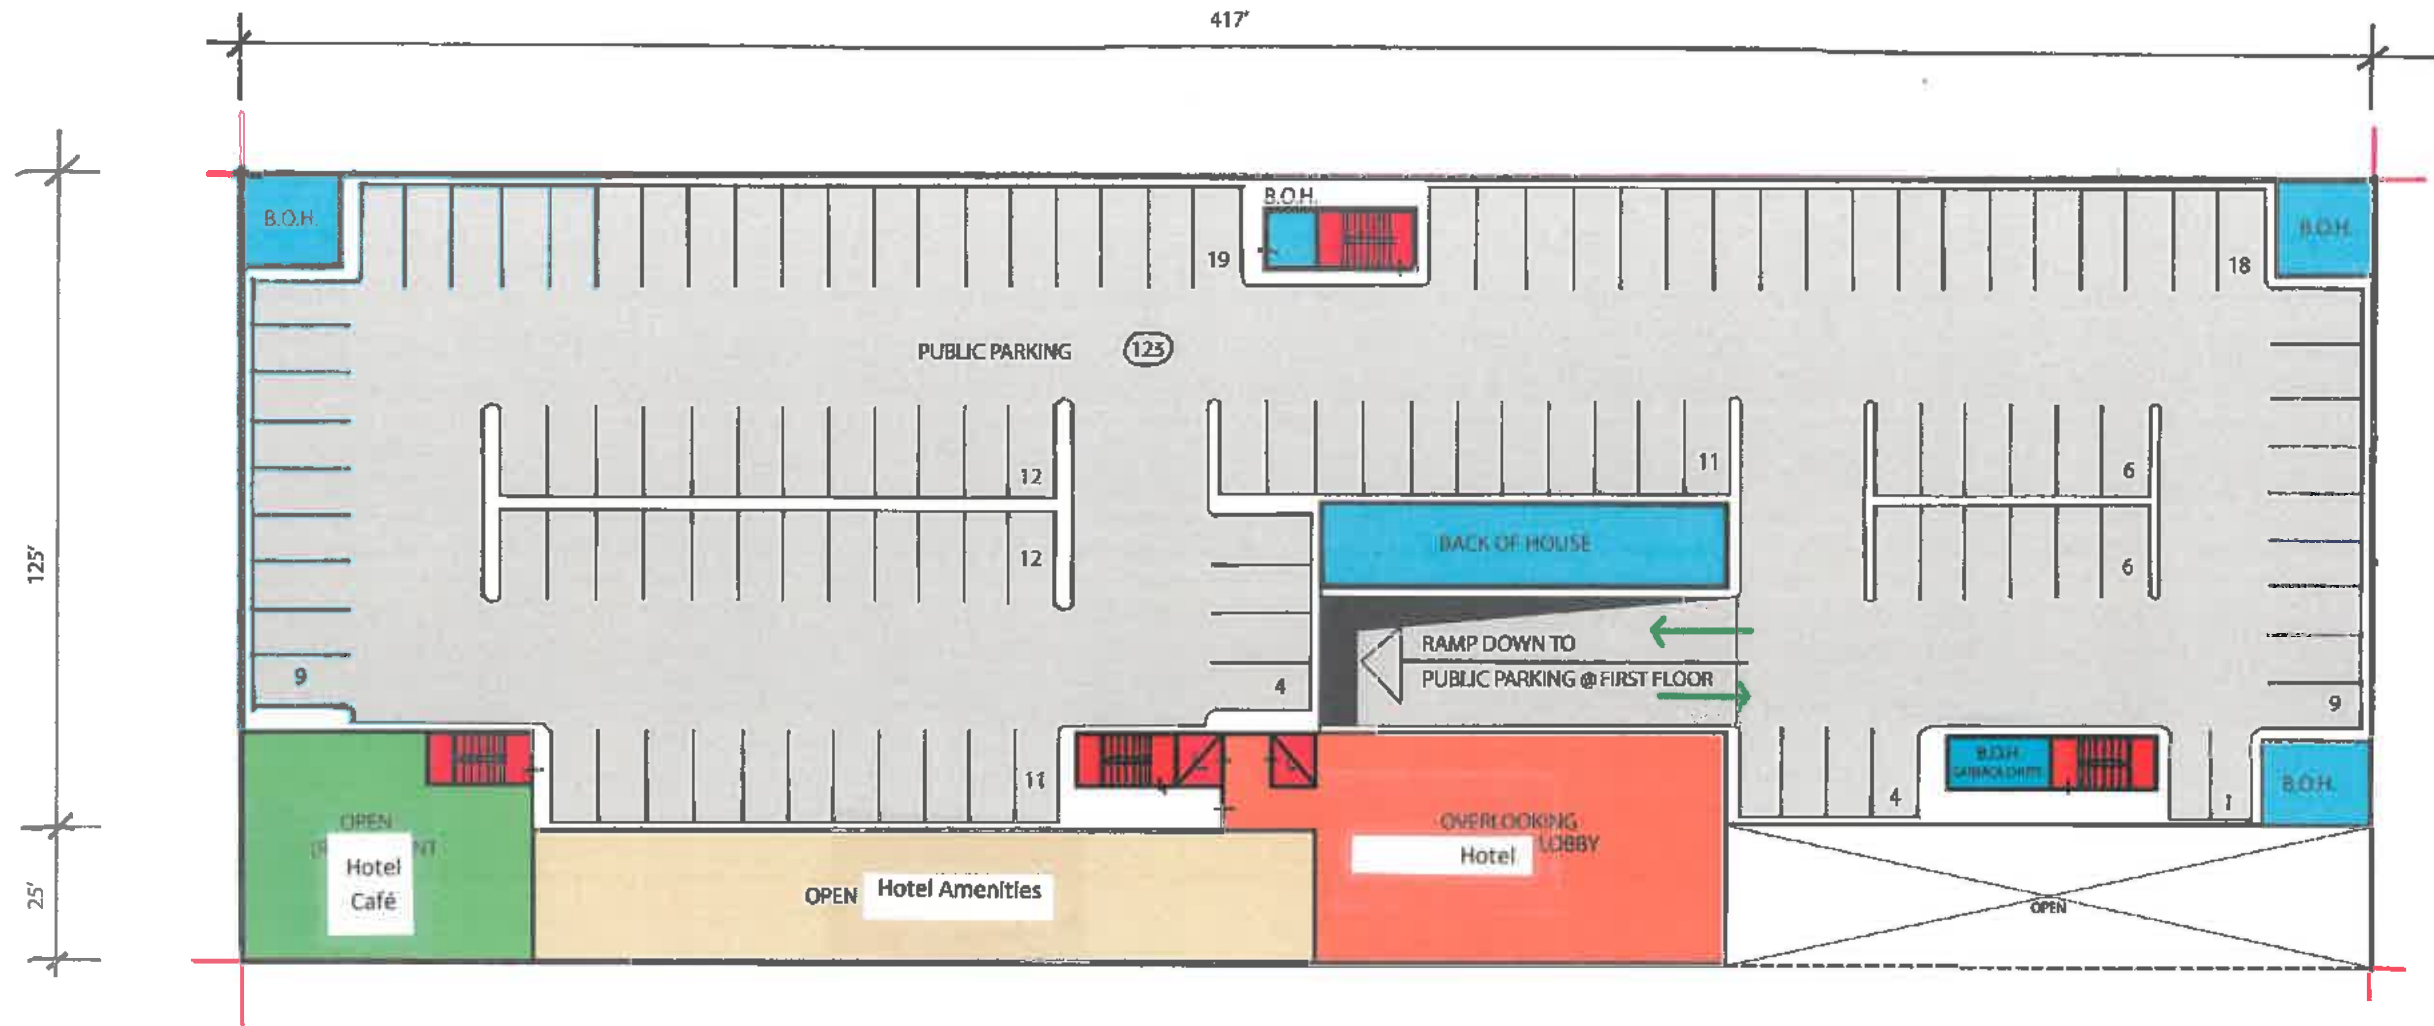 417'
B.O.H.
B.O.H.
B.O.H.
19
18
PUBLIC PARKING
123
12
11
6
125'
BACK OF HOUSE
12
6
RAMP DOWN TO
PUBLIC PARKING @ FIRST FLOOR
9
4
9
11
B.O.H.
4
1
B.O.H.
OPEN
NT
Hotel
Café
25'
OPEN
Hotel Amenities
OVERLOOKING
LOBBY
Hotel
OPEN